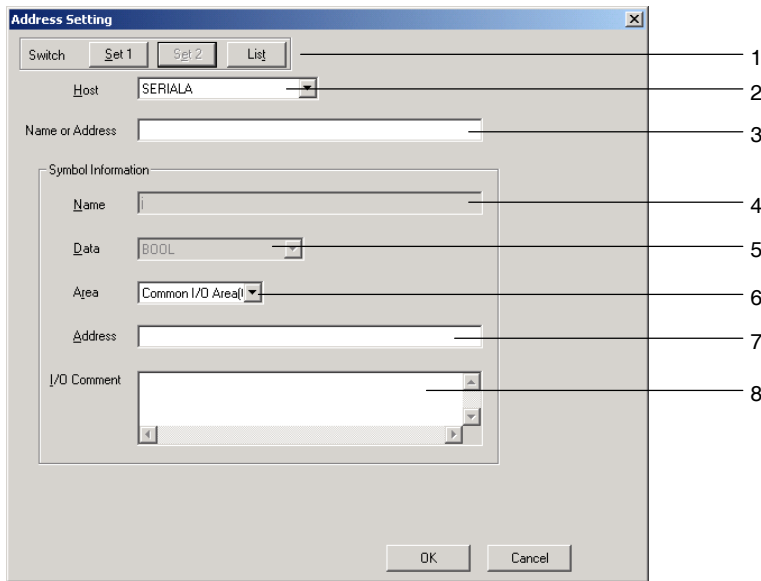 Address Setting
Switch Set 1 Set 2 List 1
Host SERIALA 2
Name or Address 3
Symbol Information
Name i 4
Data BOOL 5
Area Common I/O Area( 6
Address 7
I/O Comment 8
OK Cancel